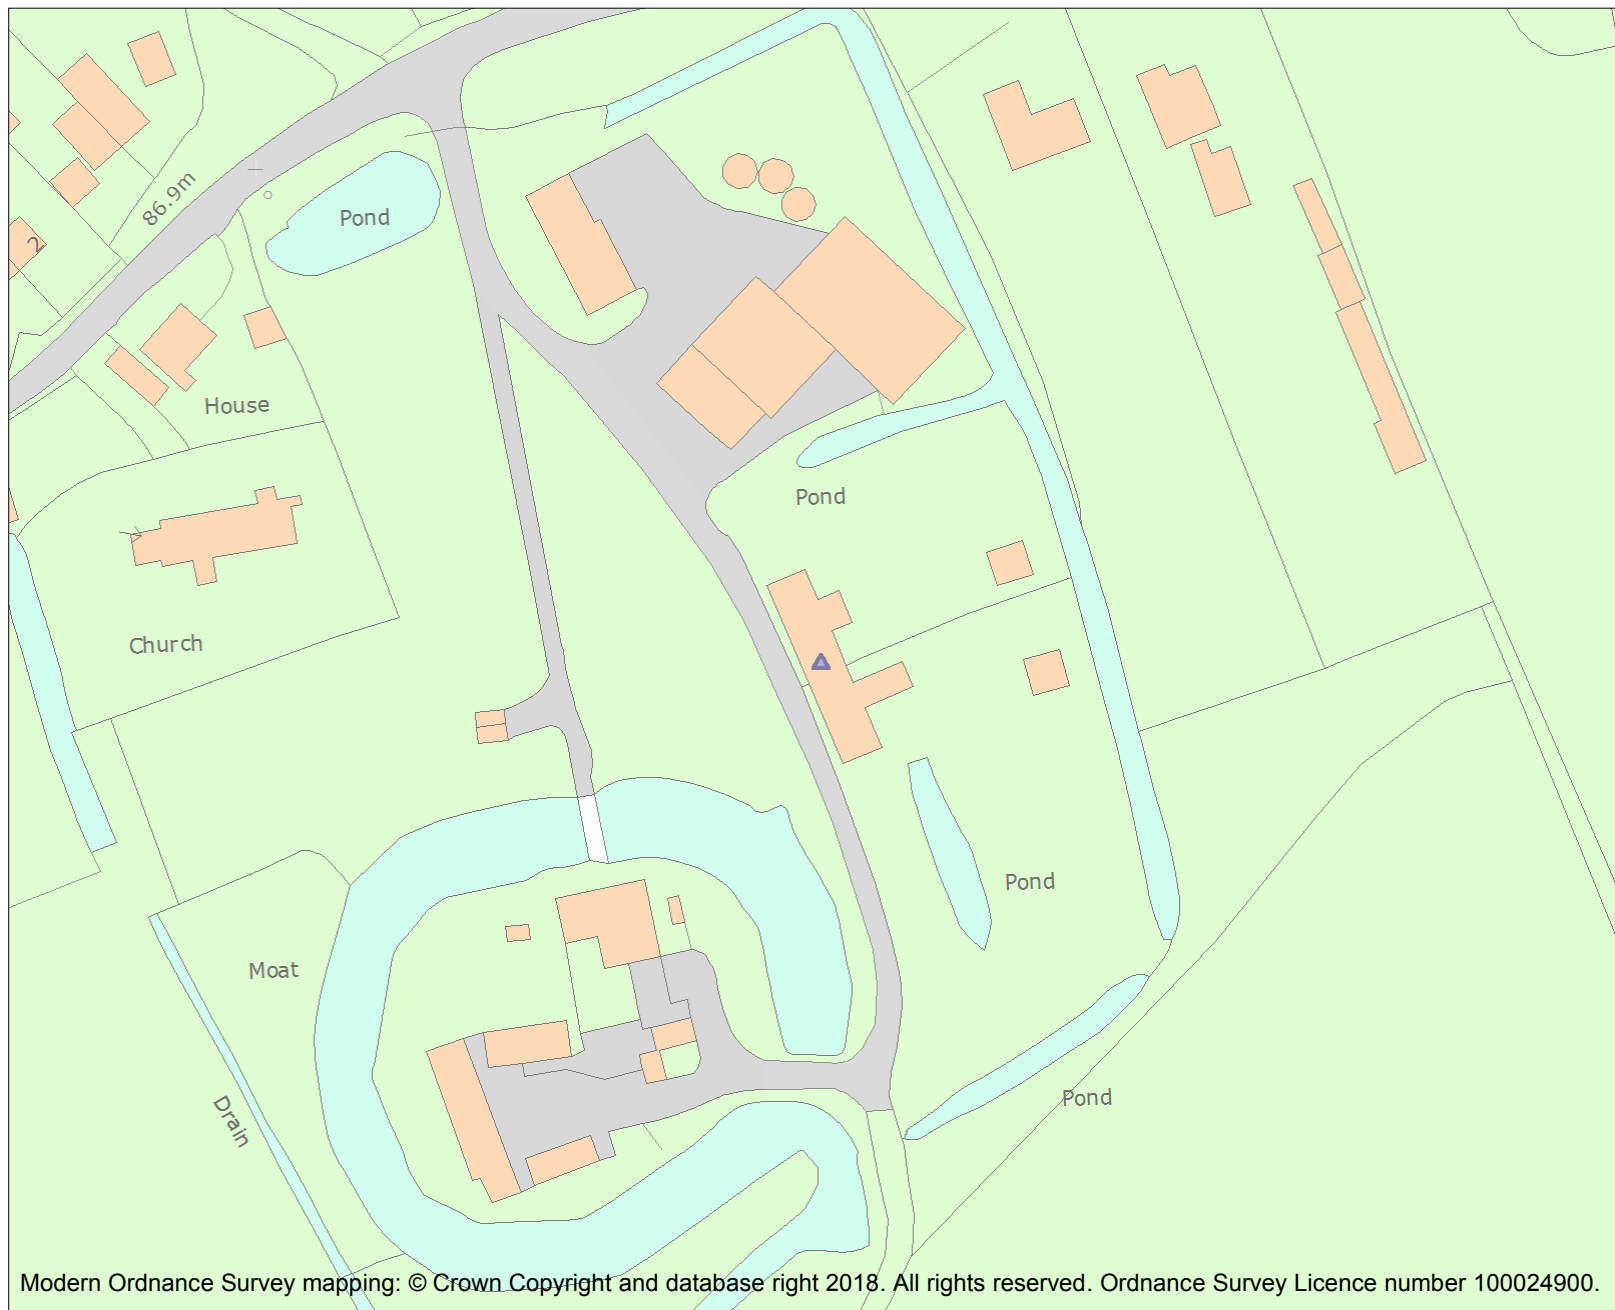 86.9m
Pond
2
House
Pond
Church
Pond
Moat
Pond
Drain
Modern Ordnance Survey mapping: © Crown Copyright and database right 2018. All rights reserved. Ordnance Survey Licence number 100024900.